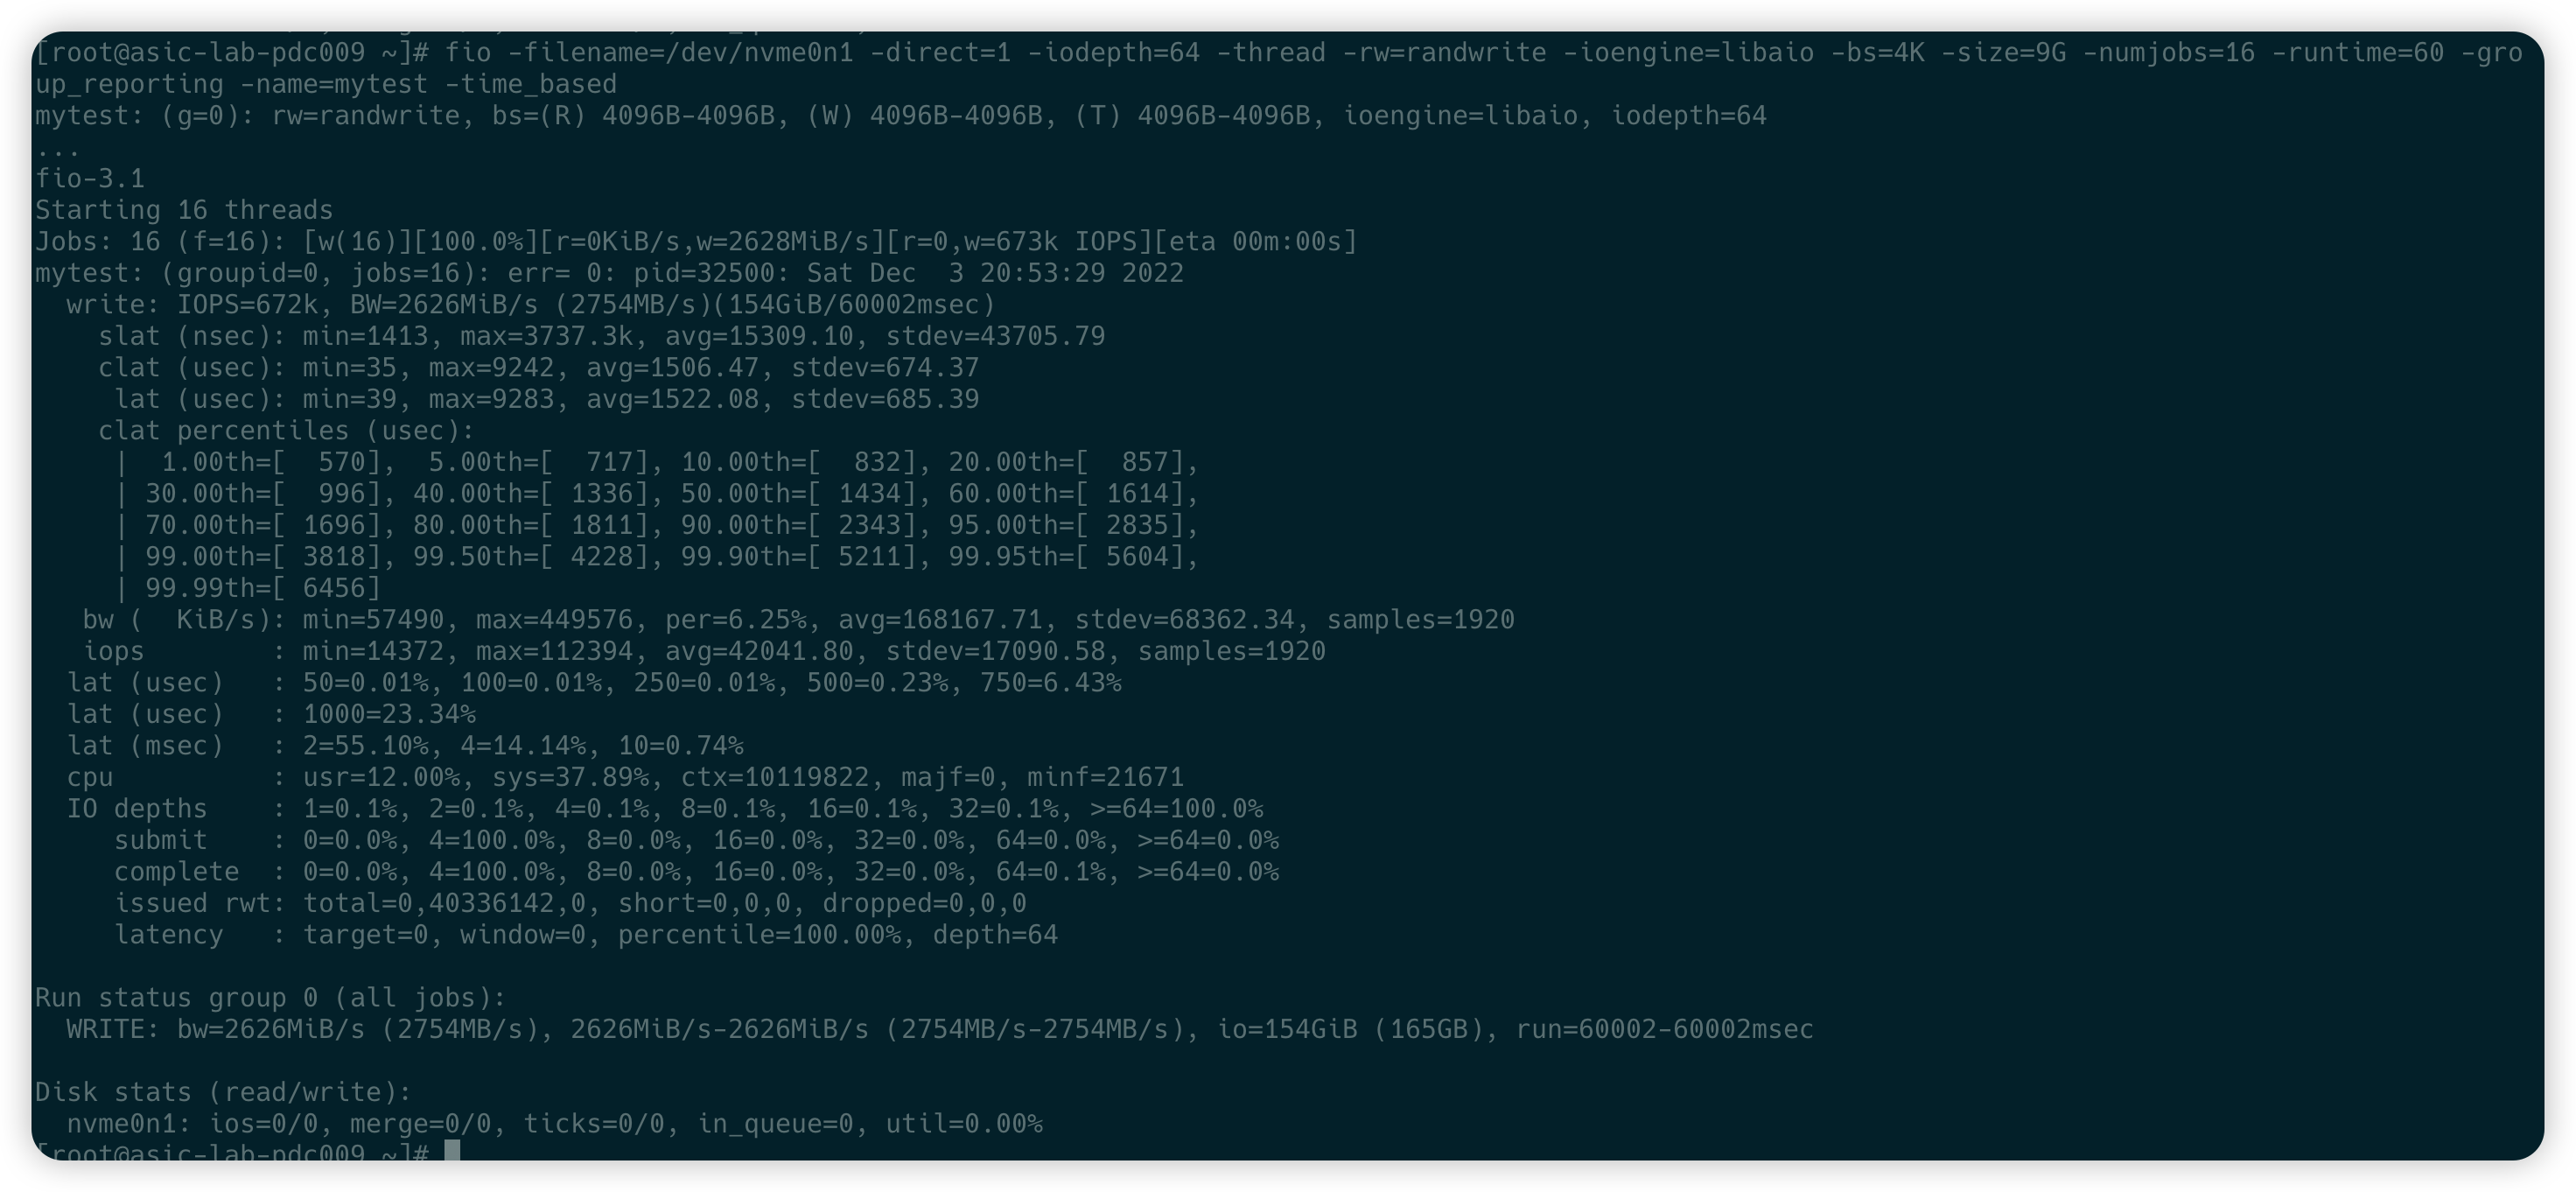 [root@asic-lab-pdc009 ~]# fio -filename=/dev/nvme0n1 -direct=1 -iodepth=64 -thread -rw=randwrite -ioengine=libaio -bs=4K -size=9G -numjobs=16 -runtime=60 -gro
up_reporting -name=mytest -time_based
mytest: (g=0): rw=randwrite, bs=(R) 4096B-4096B, (W) 4096B-4096B, (T) 4096B-4096B, ioengine=libaio, iodepth=64
...
fio-3.1
Starting 16 threads
Jobs: 16 (f=16): [w(16)][100.0%][r=0KiB/s,w=2628MiB/s][r=0,w=673k IOPS][eta 00m:00s]
mytest: (groupid=0, jobs=16): err= 0: pid=32500: Sat Dec  3 20:53:29 2022
  write: IOPS=672k, BW=2626MiB/s (2754MB/s)(154GiB/60002msec)
    slat (nsec): min=1413, max=3737.3k, avg=15309.10, stdev=43705.79
    clat (usec): min=35, max=9242, avg=1506.47, stdev=674.37
     lat (usec): min=39, max=9283, avg=1522.08, stdev=685.39
    clat percentiles (usec):
     |  1.00th=[  570],  5.00th=[  717], 10.00th=[  832], 20.00th=[  857],
     | 30.00th=[  996], 40.00th=[ 1336], 50.00th=[ 1434], 60.00th=[ 1614],
     | 70.00th=[ 1696], 80.00th=[ 1811], 90.00th=[ 2343], 95.00th=[ 2835],
     | 99.00th=[ 3818], 99.50th=[ 4228], 99.90th=[ 5211], 99.95th=[ 5604],
     | 99.99th=[ 6456]
   bw (  KiB/s): min=57490, max=449576, per=6.25%, avg=168167.71, stdev=68362.34, samples=1920
   iops        : min=14372, max=112394, avg=42041.80, stdev=17090.58, samples=1920
  lat (usec)   : 50=0.01%, 100=0.01%, 250=0.01%, 500=0.23%, 750=6.43%
  lat (usec)   : 1000=23.34%
  lat (msec)   : 2=55.10%, 4=14.14%, 10=0.74%
  cpu          : usr=12.00%, sys=37.89%, ctx=10119822, majf=0, minf=21671
  IO depths    : 1=0.1%, 2=0.1%, 4=0.1%, 8=0.1%, 16=0.1%, 32=0.1%, >=64=100.0%
     submit    : 0=0.0%, 4=100.0%, 8=0.0%, 16=0.0%, 32=0.0%, 64=0.0%, >=64=0.0%
     complete  : 0=0.0%, 4=100.0%, 8=0.0%, 16=0.0%, 32=0.0%, 64=0.1%, >=64=0.0%
     issued rwt: total=0,40336142,0, short=0,0,0, dropped=0,0,0
     latency   : target=0, window=0, percentile=100.00%, depth=64
Run status group 0 (all jobs):
  WRITE: bw=2626MiB/s (2754MB/s), 2626MiB/s-2626MiB/s (2754MB/s-2754MB/s), io=154GiB (165GB), run=60002-60002msec
Disk stats (read/write):
  nvme0n1: ios=0/0, merge=0/0, ticks=0/0, in_queue=0, util=0.00%
[root@asic-lab-pdc009 ~]#